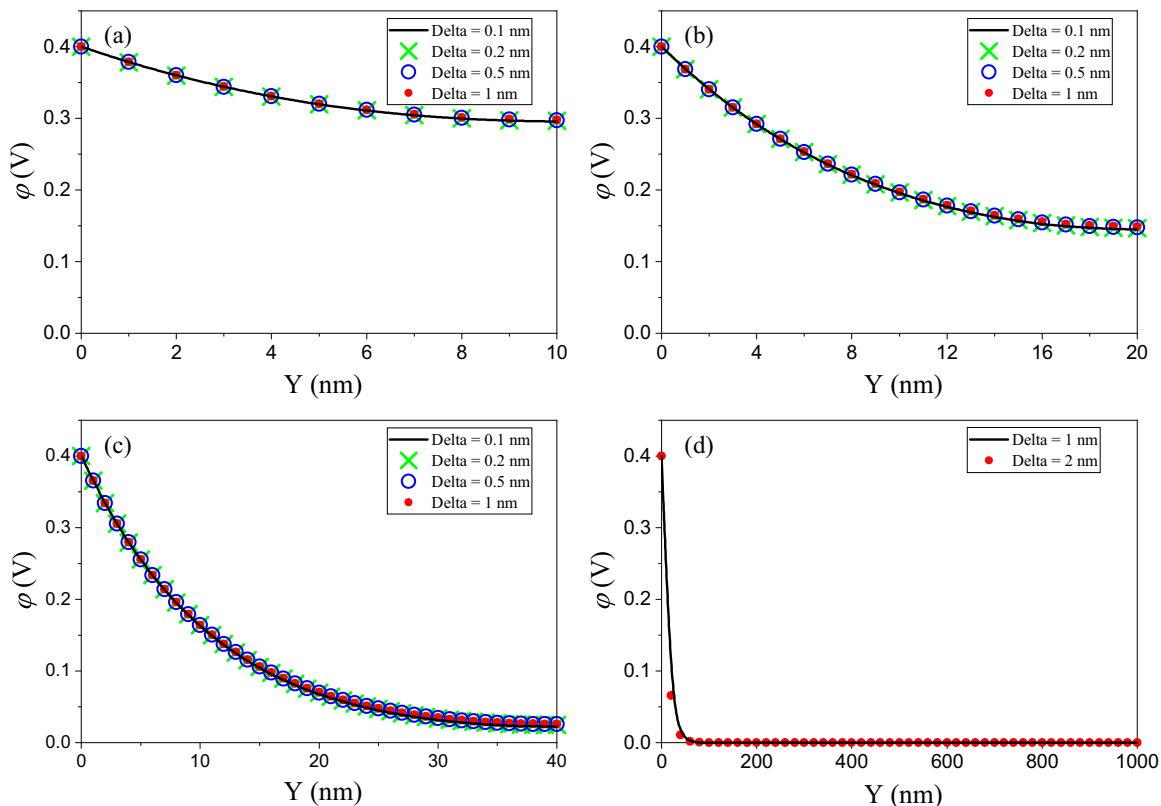 (a)
Delta = 0.1 nm
Delta = 0.2 nm
Delta = 0.5 nm
Delta = 1 nm
0.4
0.3
0.2
0.1
0.0
φ (V)
0 2 4 6 8 10
Y (nm)
(b)
Delta = 0.1 nm
Delta = 0.2 nm
Delta = 0.5 nm
Delta = 1 nm
0.4
0.3
0.2
0.1
0.0
φ (V)
0 4 8 12 16 20
Y (nm)
(c)
Delta = 0.1 nm
Delta = 0.2 nm
Delta = 0.5 nm
Delta = 1 nm
0.4
0.3
0.2
0.1
0.0
φ (V)
0 10 20 30 40
Y (nm)
(d)
Delta = 1 nm
Delta = 2 nm
0.4
0.3
0.2
0.1
0.0
φ (V)
0 200 400 600 800 1000
Y (nm)